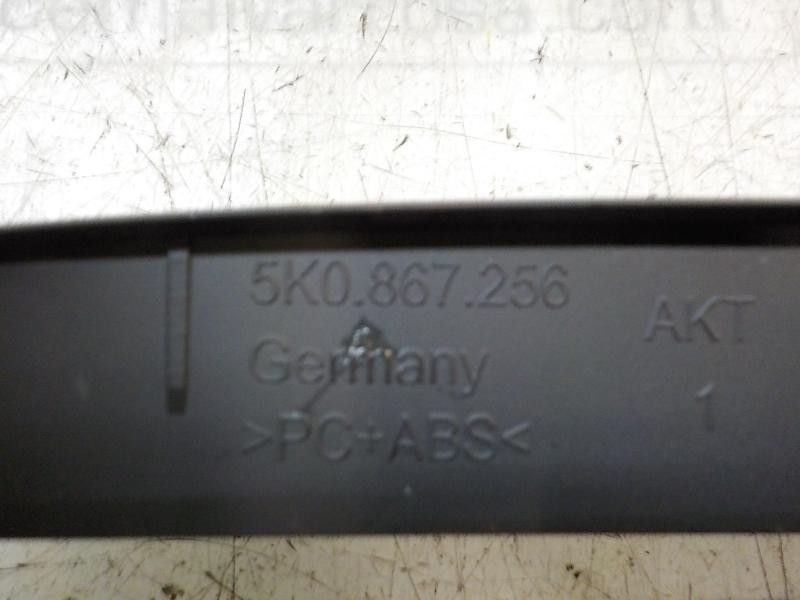 5K0.867.256
AKT
Germany
1
>PC+ABS<